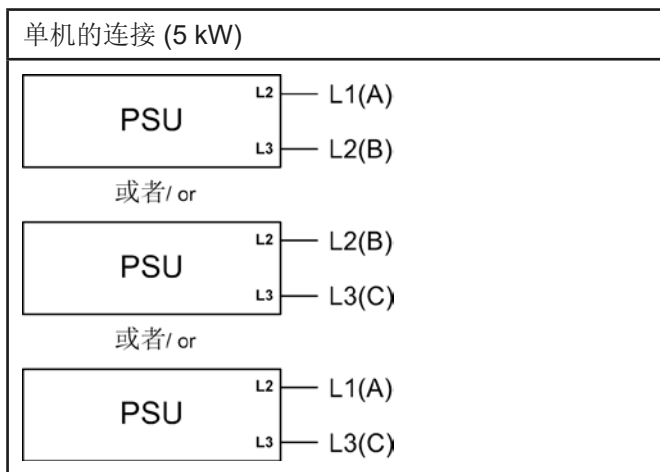 单机的连接 (5 kW)
PSU
L2
L1(A)
L3
L2(B)
或者/ or
PSU
L2
L2(B)
L3
L3(C)
或者/ or
PSU
L2
L1(A)
L3
L3(C)